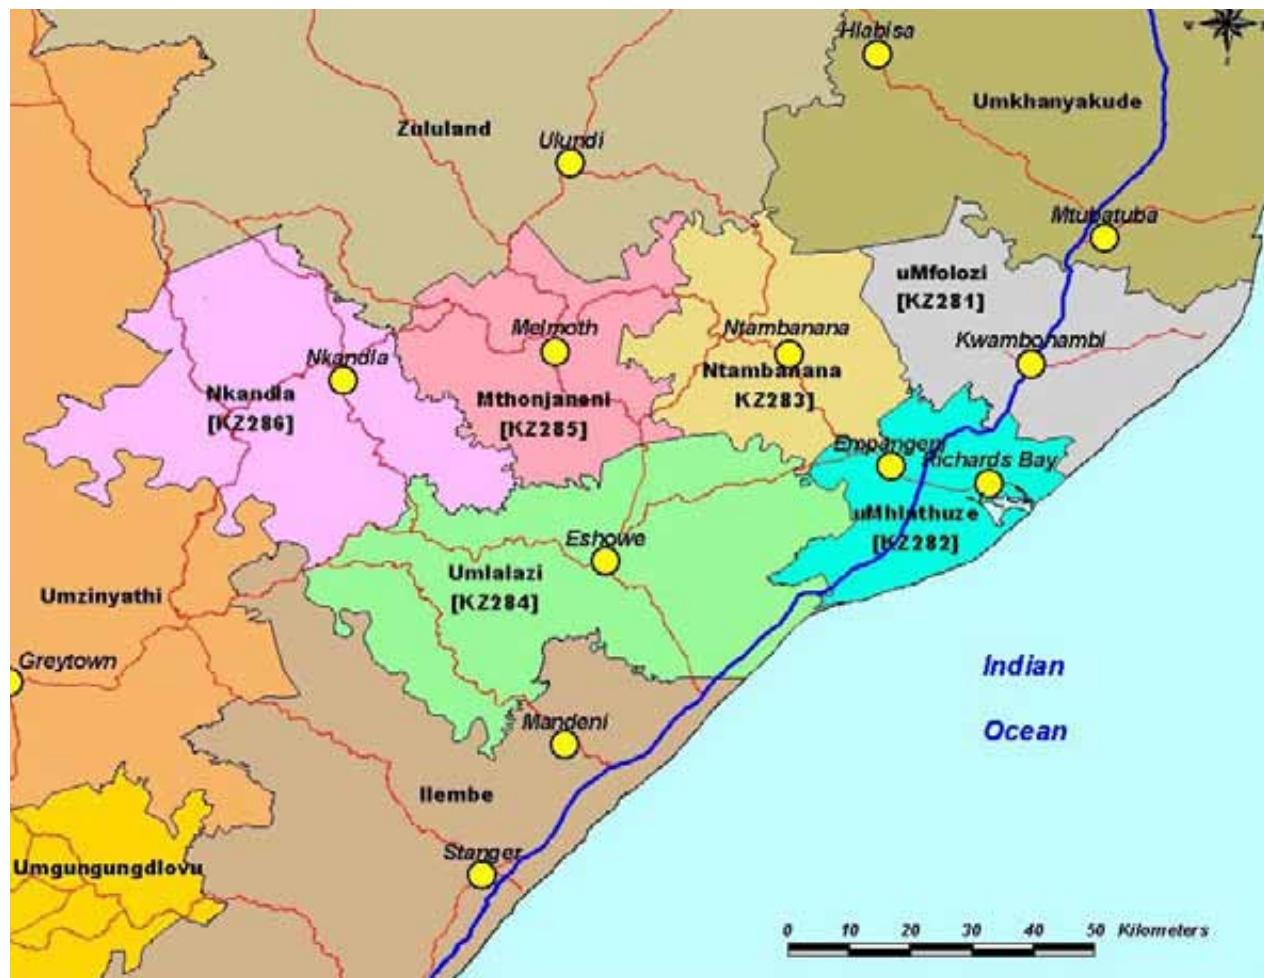 Hlabisa
Umkhanyakude
Zululand
Ulundi
Mtubatuba
uMfolozi
[KZ281]
Melmoth
Ntambanana
Kwambonambi
Nkandla
Nkandla
[KZ286]
Mthonjaneni
[KZ285]
Ntambanana
KZ283]
Empangeni
Richards Bay
uMhlathuze
[KZ282]
Eshowe
Umlalazi
[KZ284]
Umzinyathi
Greytown
Indian
Ocean
Mandeni
Ilembe
Stanger
Umgungungdlovu
0 10 20 30 40 50 Kilometers